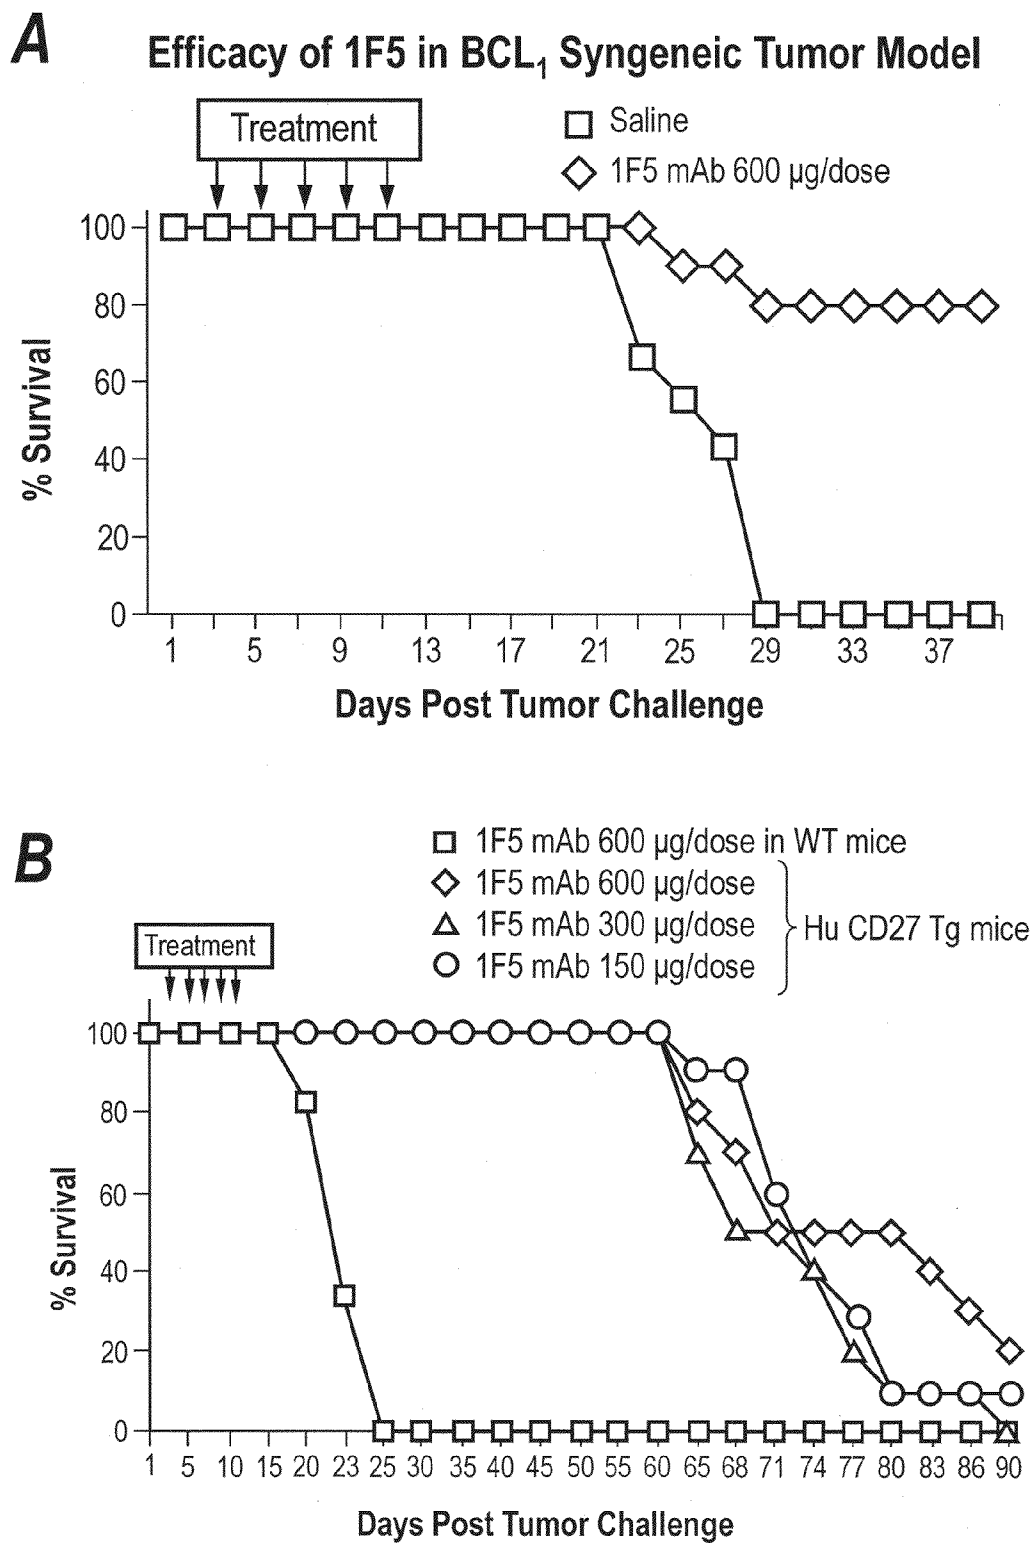 A
Efficacy of 1F5 in BCL1 Syngeneic Tumor Model
Treatment
Saline
1F5 mAb 600 µg/dose
100
80
60
40
20
0
% Survival
1 5 9 13 17 21 25 29 33 37
Days Post Tumor Challenge
B
1F5 mAb 600 µg/dose in WT mice
1F5 mAb 600 µg/dose
1F5 mAb 300 µg/dose
1F5 mAb 150 µg/dose
Hu CD27 Tg mice
Treatment
100
80
60
40
20
0
% Survival
1 5 10 15 20 23 25 30 35 40 45 50 55 60 65 68 71 74 77 80 83 86 90
Days Post Tumor Challenge